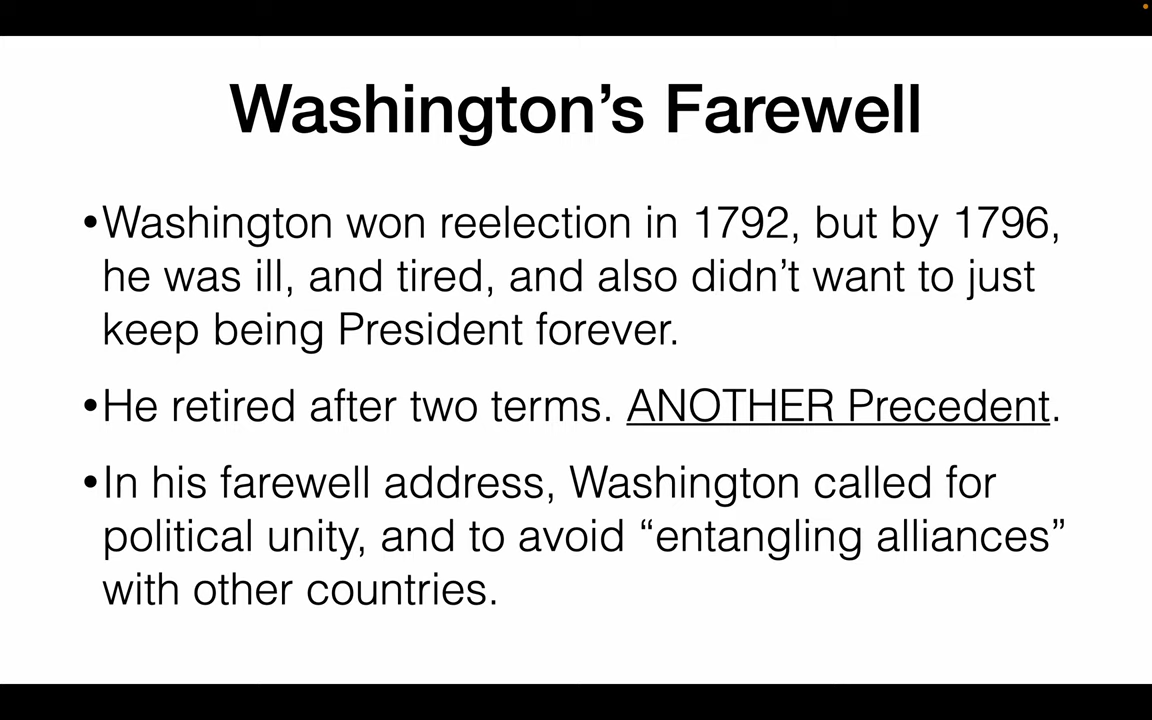 Washington’s Farewell
•Washington won reelection in 1792, but by 1796,
he was ill, and tired, and also didn’t want to just
keep being President forever.
•He retired after two terms. ANOTHER Precedent.
•In his farewell address, Washington called for
political unity, and to avoid “entangling alliances”
with other countries.